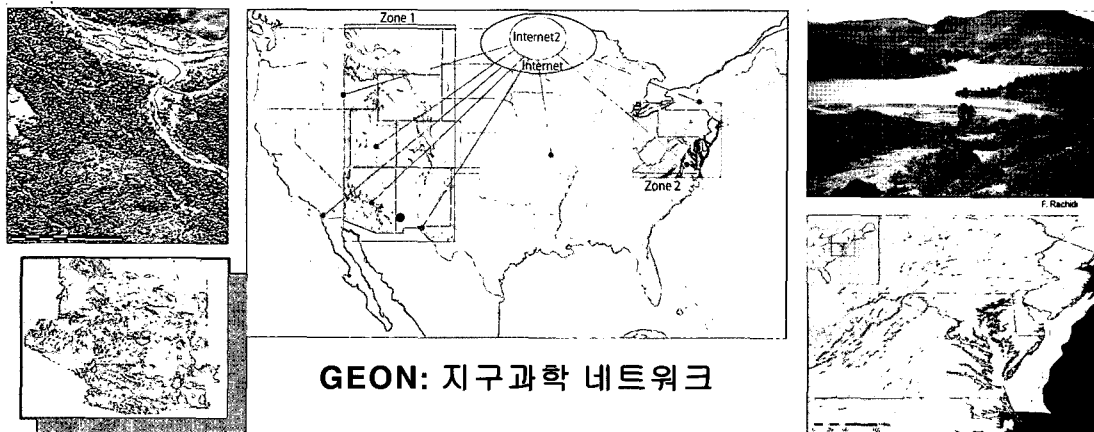 Zone 1
Internet2
Internet
Zone 2
F. Rachidi
GEON: 지구과학 네트워크